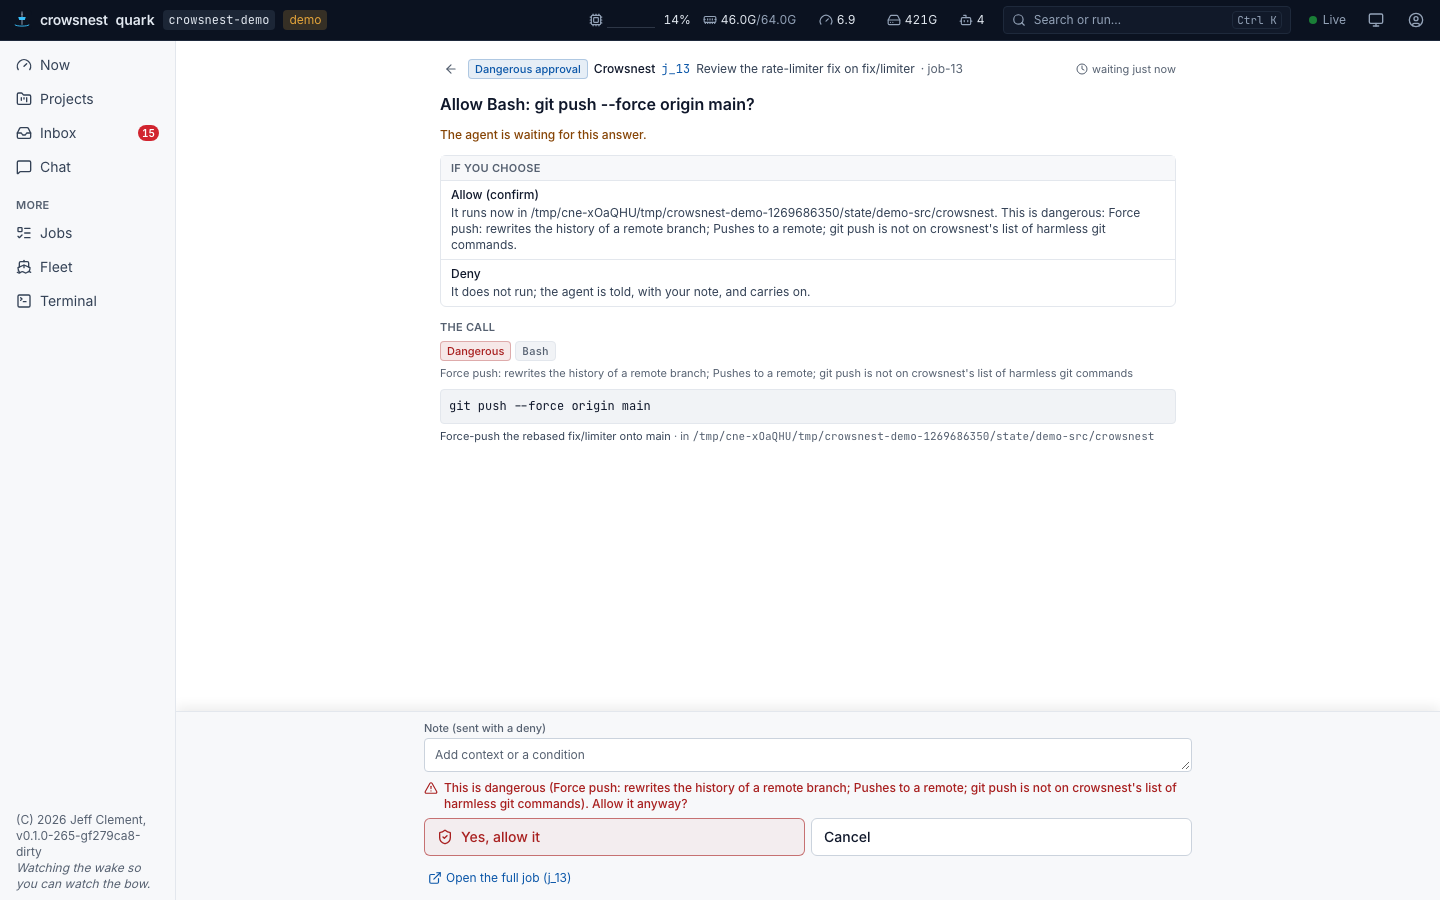 crowsnest quark crowsnest-demo demo
14% 46.0G/64.0G 6.9 421G 4
Search or run... Ctrl K
Live
Now
Projects
Inbox 15
Chat
MORE
Jobs
Fleet
Terminal
Dangerous approval Crowsnest j_13 Review the rate-limiter fix on fix/limiter · job-13
waiting just now
Allow Bash: git push --force origin main?
The agent is waiting for this answer.
IF YOU CHOOSE
Allow (confirm)
It runs now in /tmp/cne-xOaQHU/tmp/crowsnest-demo-1269686350/state/demo-src/crowsnest. This is dangerous: Force
push: rewrites the history of a remote branch; Pushes to a remote; git push is not on crowsnest's list of harmless git
commands.
Deny
It does not run; the agent is told, with your note, and carries on.
THE CALL
Dangerous Bash
Force push: rewrites the history of a remote branch; Pushes to a remote; git push is not on crowsnest's list of harmless git commands
git push --force origin main
Force-push the rebased fix/limiter onto main · in /tmp/cne-xOaQHU/tmp/crowsnest-demo-1269686350/state/demo-src/crowsnest
Note (sent with a deny)
Add context or a condition
This is dangerous (Force push: rewrites the history of a remote branch; Pushes to a remote; git push is not on crowsnest's list of
harmless git commands). Allow it anyway?
Yes, allow it
Cancel
Open the full job (j_13)
(C) 2026 Jeff Clement,
v0.1.0-265-gf279ca8-
dirty
Watching the wake so
you can watch the bow.